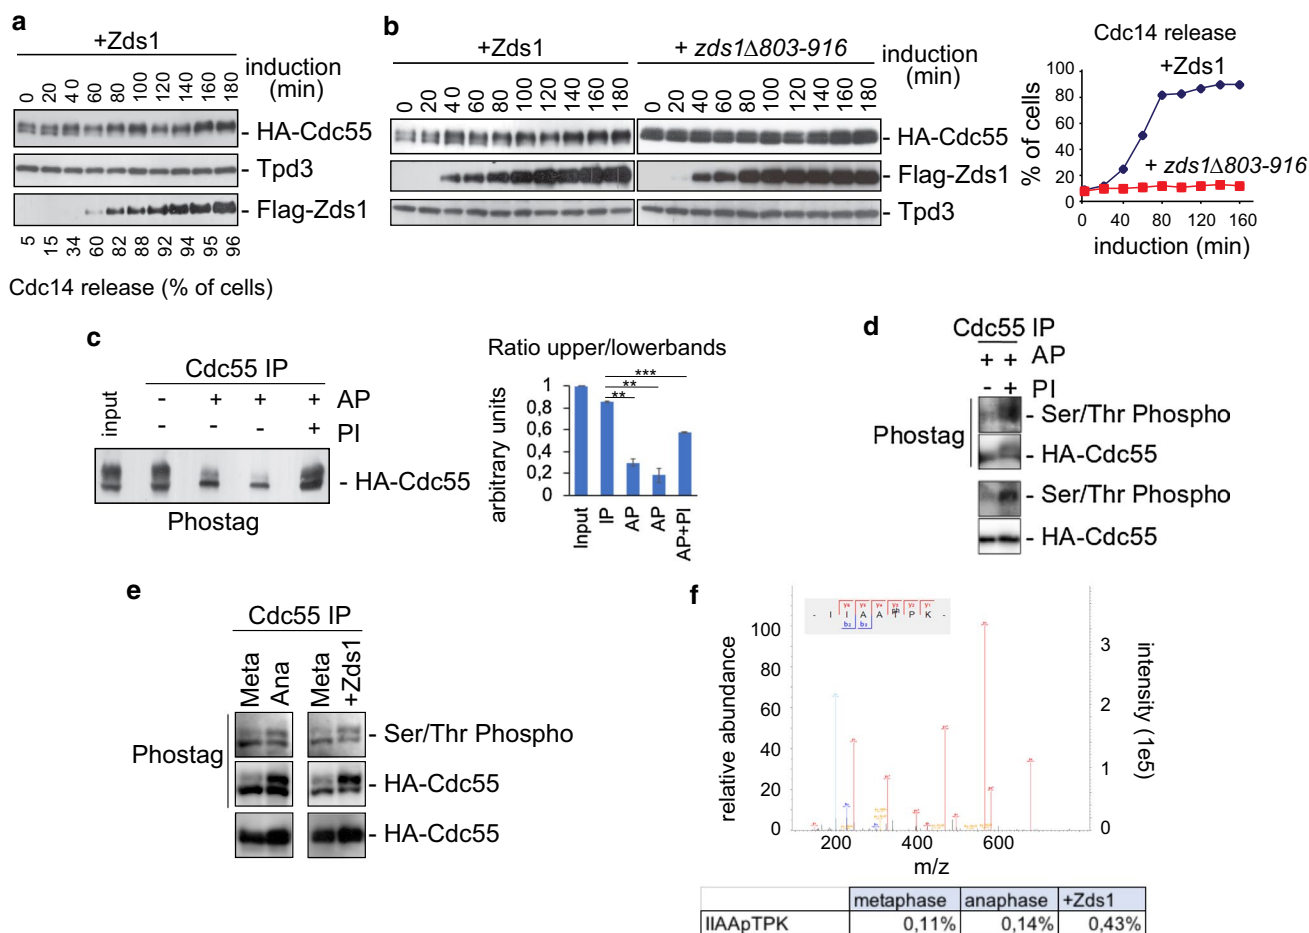 a
+Zds1
0 20 40 60 80 100 120 140 160 180
induction
(min)
- HA-Cdc55
- Tpd3
- Flag-Zds1
5 15 34 60 82 88 92 94 95 96
Cdc14 release (% of cells)
b
+Zds1
+ zds1Δ803-916
0 20 40 60 80 100 120 140 160 180
0 20 40 60 80 100 120 140 160 180
induction
(min)
- HA-Cdc55
- Flag-Zds1
- Tpd3
Cdc14 release
+Zds1
+ zds1Δ803-916
% of cells
100
80
60
40
20
0
0 40 80 120 160
induction (min)
c
Cdc55 IP
input
- + + + AP
- - - + PI
- HA-Cdc55
Phostag
Ratio upper/lowerbands
***
**
**
arbitrary units
1
0,8
0,6
0,4
0,2
0
Input IP AP AP AP+PI
d
Cdc55 IP
+ + AP
- + PI
Phostag
- Ser/Thr Phospho
- HA-Cdc55
- Ser/Thr Phospho
- HA-Cdc55
e
Cdc55 IP
Meta Ana Meta +Zds1
Phostag
- Ser/Thr Phospho
- HA-Cdc55
- HA-Cdc55
f
- I I A A T P K -
relative abundance
100
80
60
40
20
0
200 400 600
m/z
3
2
1
0
intensity (1e5)
metaphase anaphase +Zds1
IIAApTPK 0,11% 0,14% 0,43%